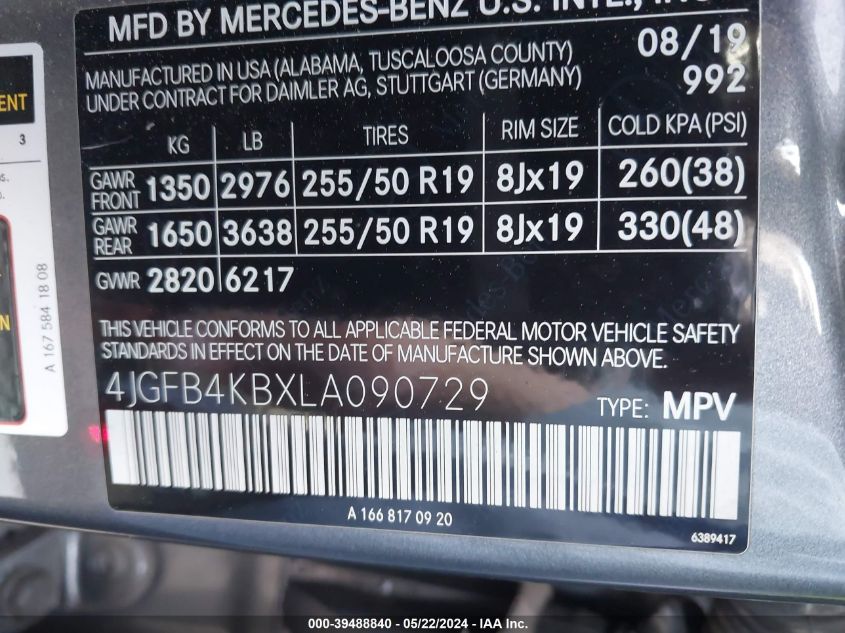 MFD BY MERCEDES-BENZ U.S. INTL., INC
08/19
MANUFACTURED IN USA (ALABAMA, TUSCALOOSA COUNTY)
UNDER CONTRACT FOR DAIMLER AG, STUTTGART (GERMANY)
992
KG LB TIRES RIM SIZE COLD KPA (PSI)
GAWR FRONT 1350 2976 255/50 R19 8Jx19 260(38)
GAWR REAR 1650 3638 255/50 R19 8Jx19 330(48)
GVWR 2820 6217
THIS VEHICLE CONFORMS TO ALL APPLICABLE FEDERAL MOTOR VEHICLE SAFETY
STANDARDS IN EFFECT ON THE DATE OF MANUFACTURE SHOWN ABOVE.
4JGFB4KBXLA090729
TYPE: MPV
A 166 817 09 20
6389417
3
A 167 584 18 08
000-39488840 - 05/22/2024 - IAA Inc.